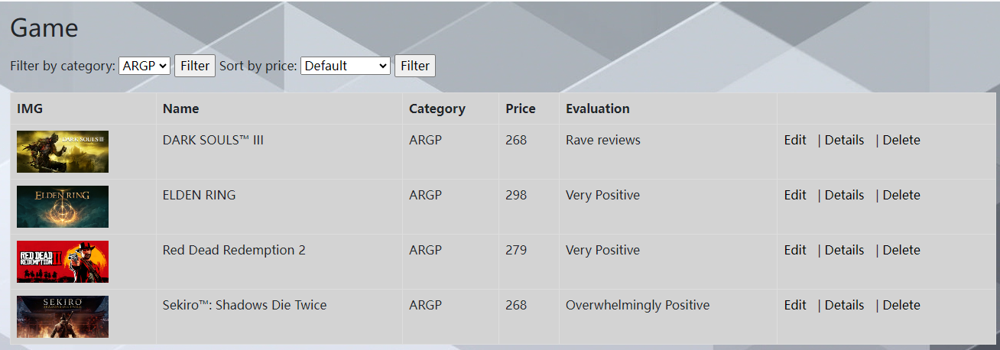 Game
Filter by category: ARGP Filter Sort by price: Default Filter
IMG Name Category Price Evaluation
DARK SOULS III DARK SOULS™ III ARGP 268 Rave reviews Edit | Details | Delete
ELDEN RING ELDEN RING ARGP 298 Very Positive Edit | Details | Delete
RED DEAD REDEMPTION II Red Dead Redemption 2 ARGP 279 Very Positive Edit | Details | Delete
SEKIRO SHADOWS DIE TWICE Sekiro™: Shadows Die Twice ARGP 268 Overwhelmingly Positive Edit | Details | Delete